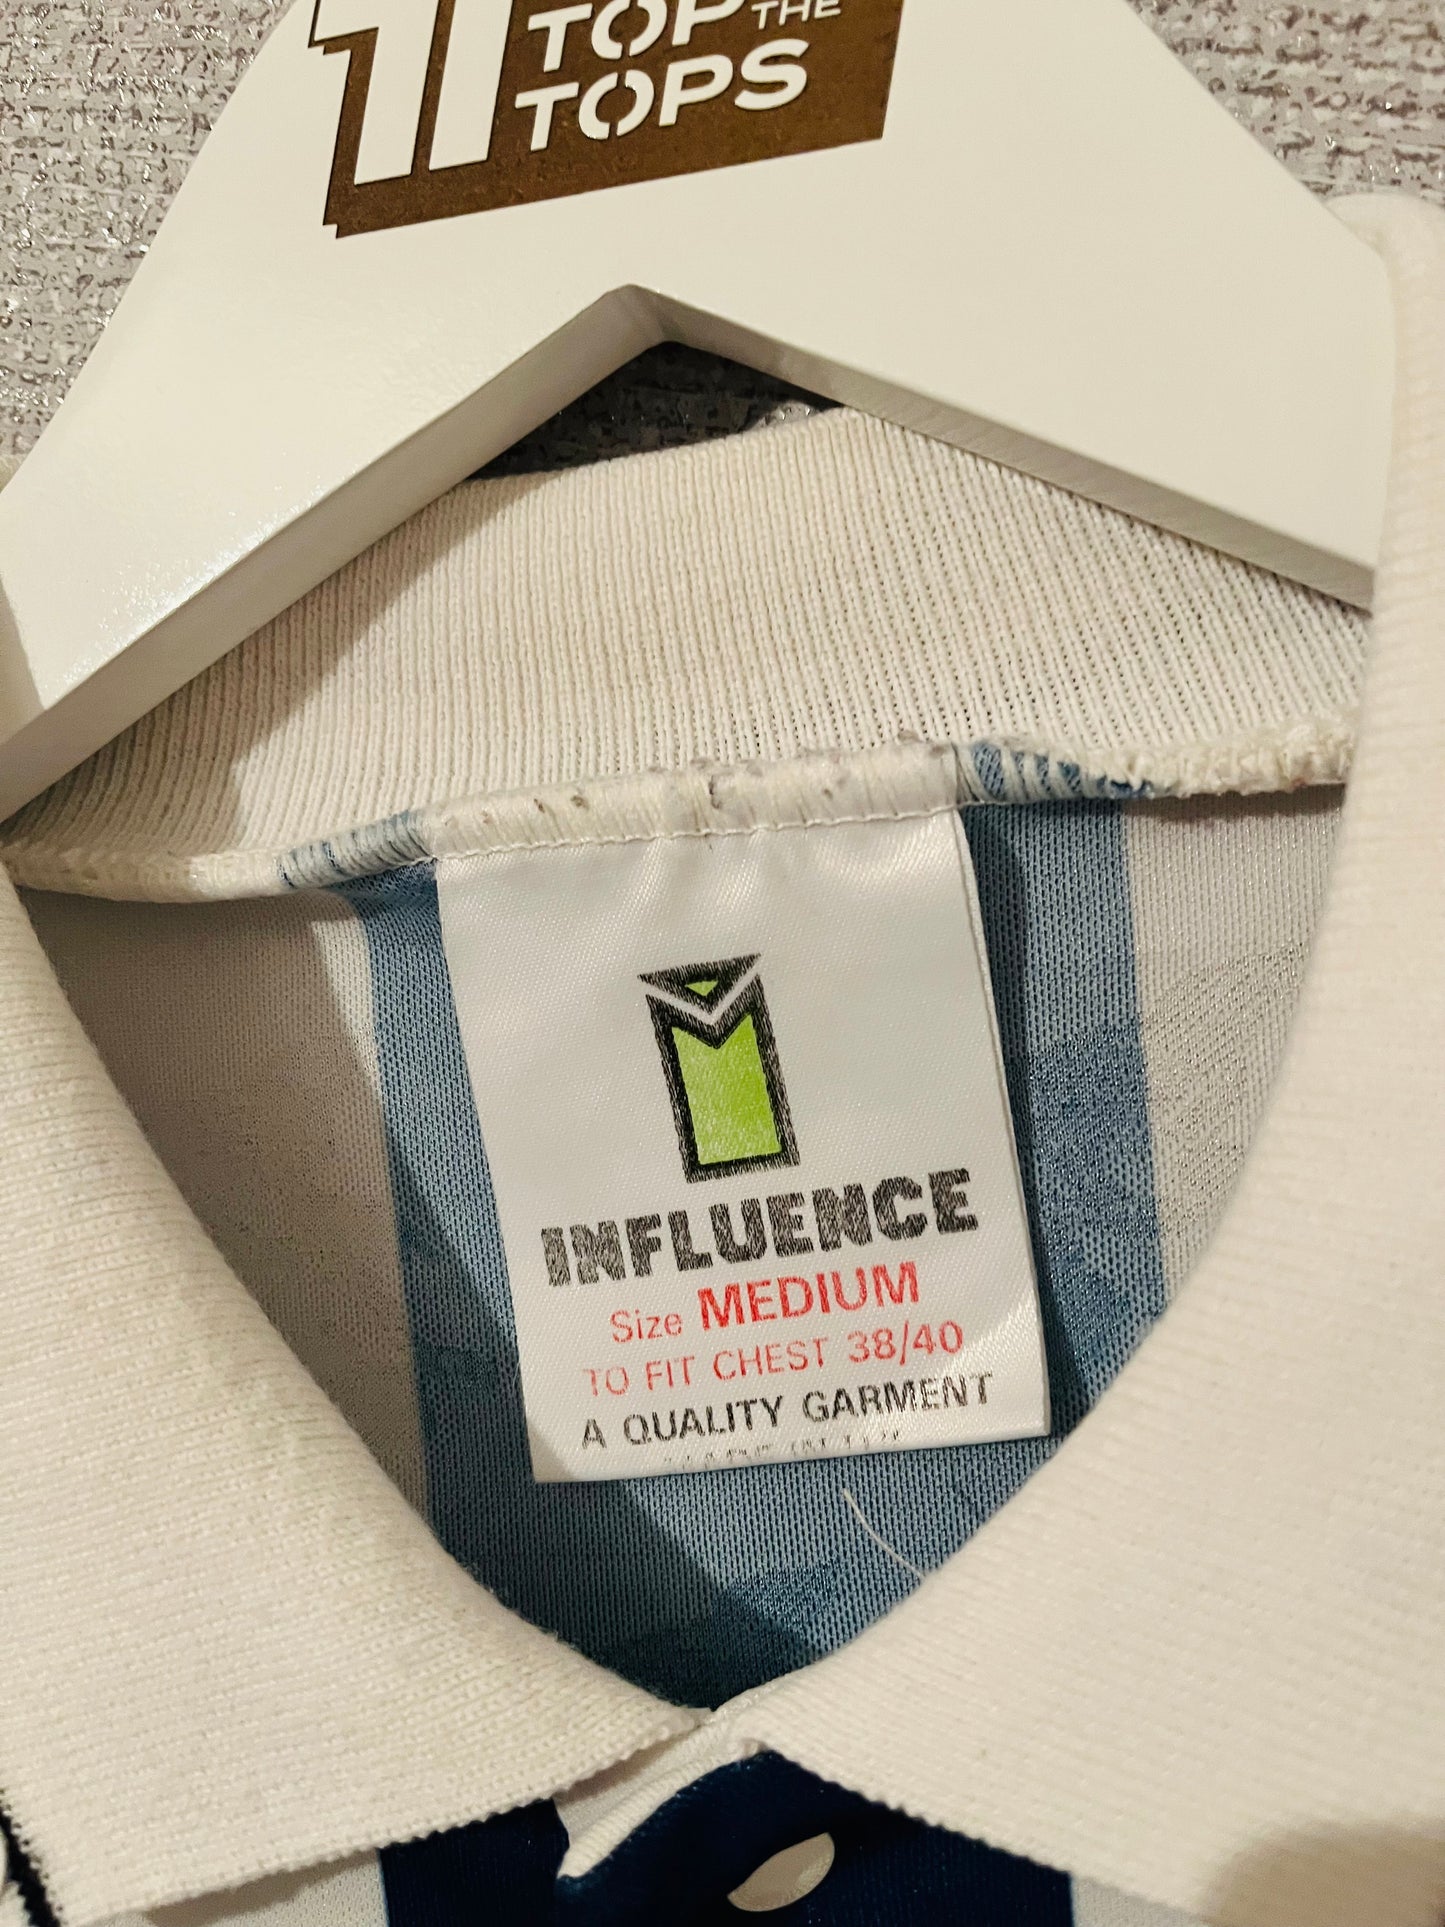 TOP THE
TOPS
INFLUENCE
Size MEDIUM
TO FIT CHEST 38/40
A QUALITY GARMENT